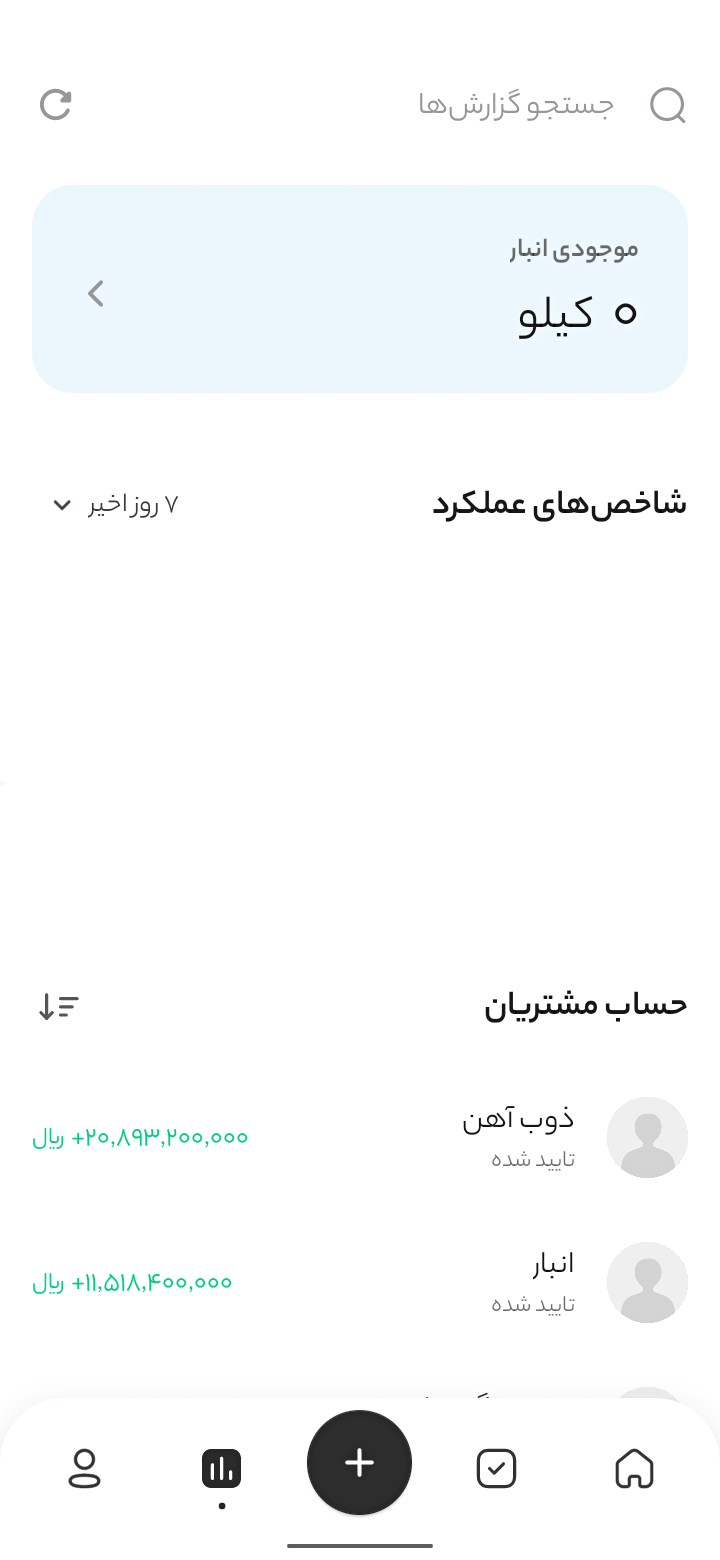 جستجو گزارش‌ها
موجودی انبار
۰ کیلو
شاخص‌های عملکرد
۷ روز اخیر
حساب مشتریان
ذوب آهن
تایید شده
+۲۰,۸۹۳,۲۰۰,۰۰۰ ریال
انبار
تایید شده
+۱۱,۵۱۸,۴۰۰,۰۰۰ ریال